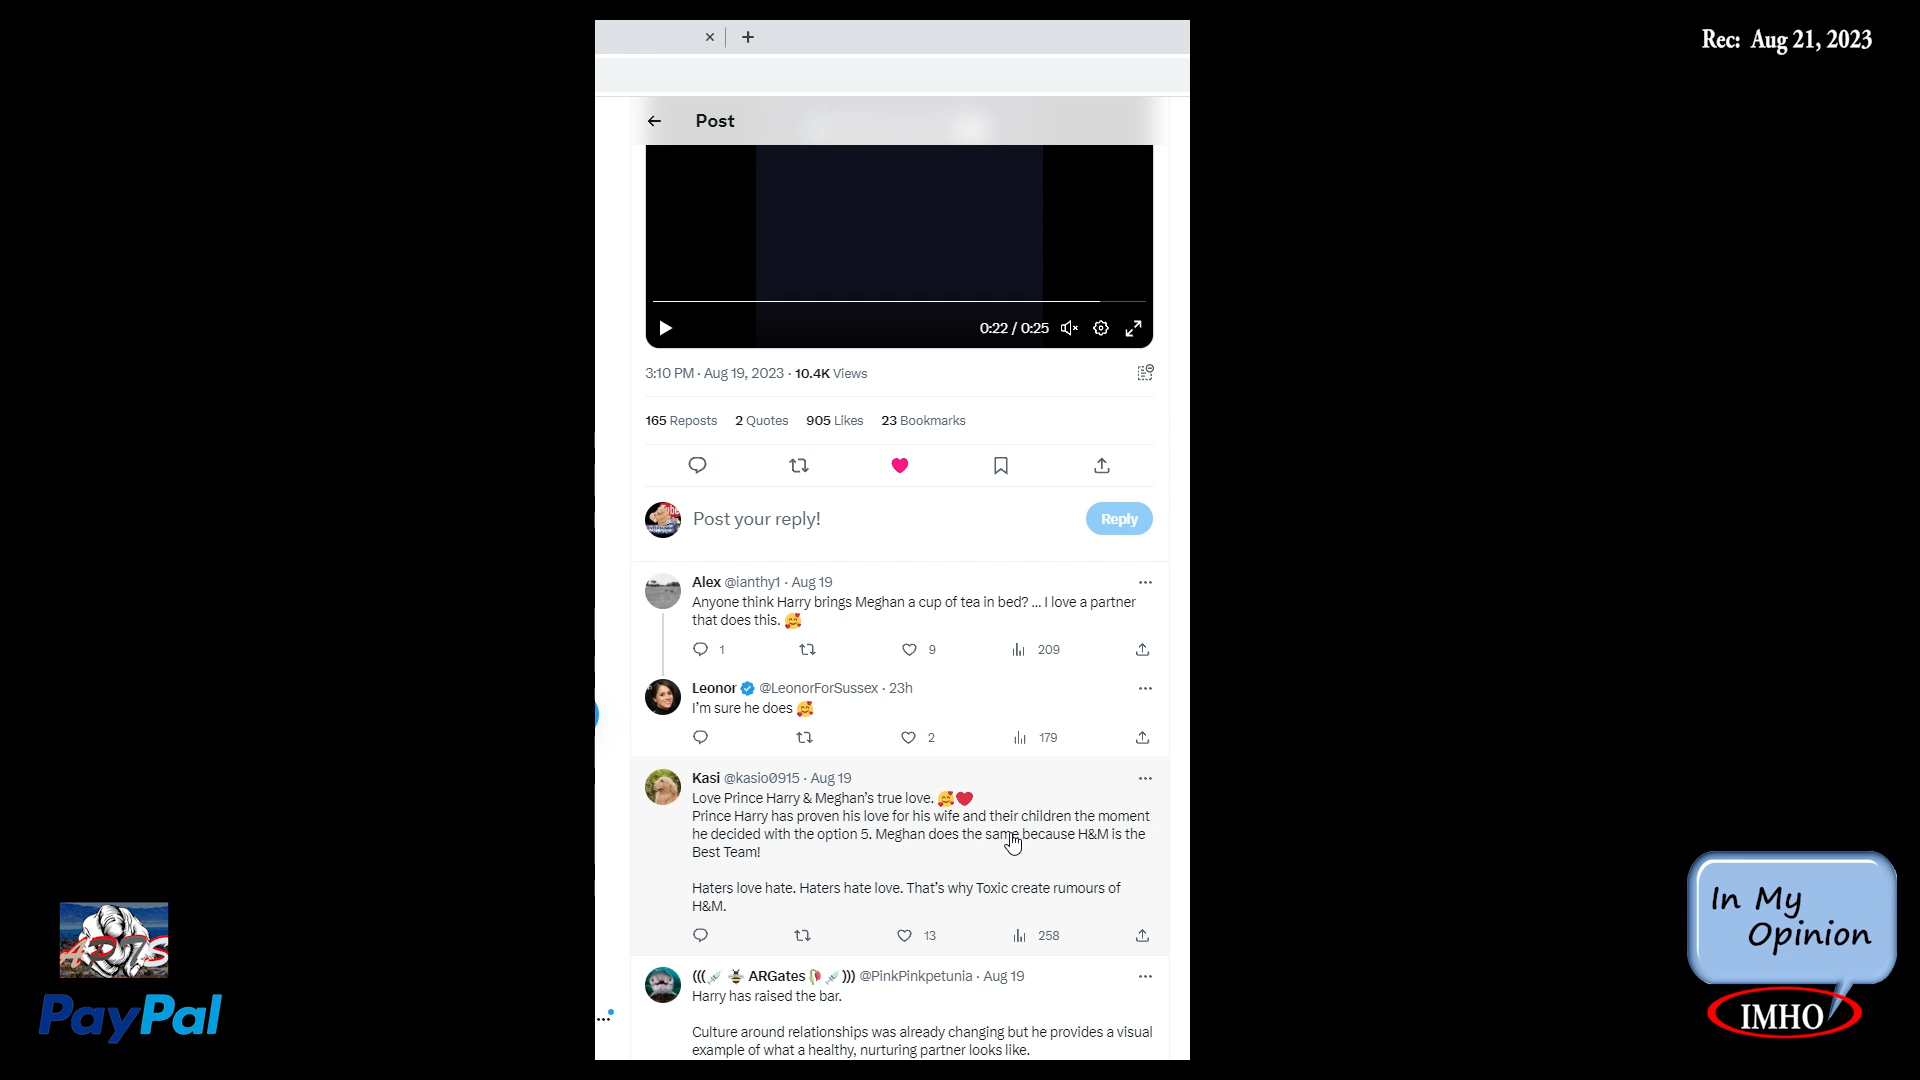 Rec: Aug 21, 2023
Post
0:22 / 0:25
3:10 PM · Aug 19, 2023 · 10.4K Views
165 Reposts 2 Quotes 905 Likes 23 Bookmarks
Post your reply!
Reply
Alex @ianthy1 · Aug 19
Anyone think Harry brings Meghan a cup of tea in bed? ... I love a partner
that does this. 🥰
1 9 209
Leonor @LeonorForSussex · 23h
I'm sure he does 🥰
2 179
Kasi @kasio0915 · Aug 19
Love Prince Harry & Meghan's true love. 🥰❤️
Prince Harry has proven his love for his wife and their children the moment
he decided with the option 5. Meghan does the same because H&M is the
Best Team!
Haters love hate. Haters hate love. That's why Toxic create rumours of
H&M.
13 258
(((💉 🐝 ARGates🥀💉))) @PinkPinkpetunia · Aug 19
Harry has raised the bar.
Culture around relationships was already changing but he provides a visual
example of what a healthy, nurturing partner looks like.
PayPal
In My
Opinion
IMHO